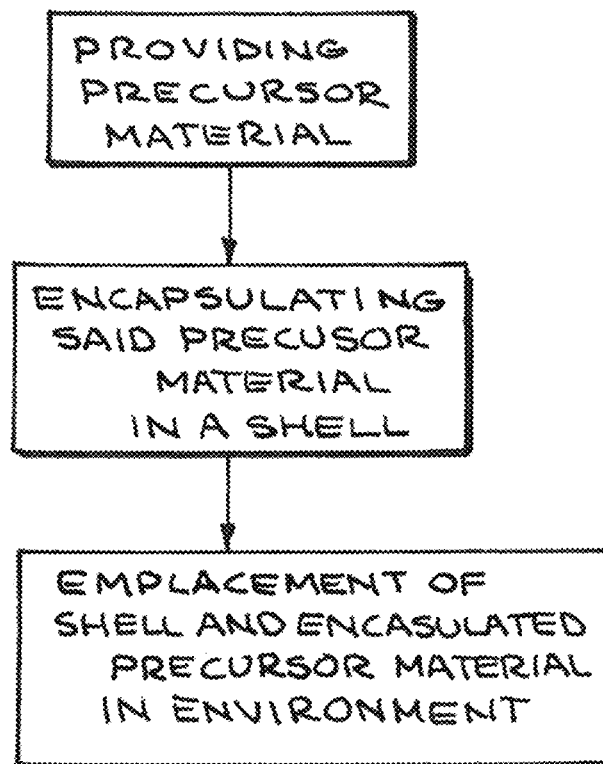 PROVIDING
PRECURSOR
MATERIAL
ENCAPSULATING
SAID PRECUSOR
MATERIAL
IN A SHELL
EMPLACEMENT OF
SHELL AND ENCASULATED
PRECURSOR MATERIAL
IN ENVIRONMENT